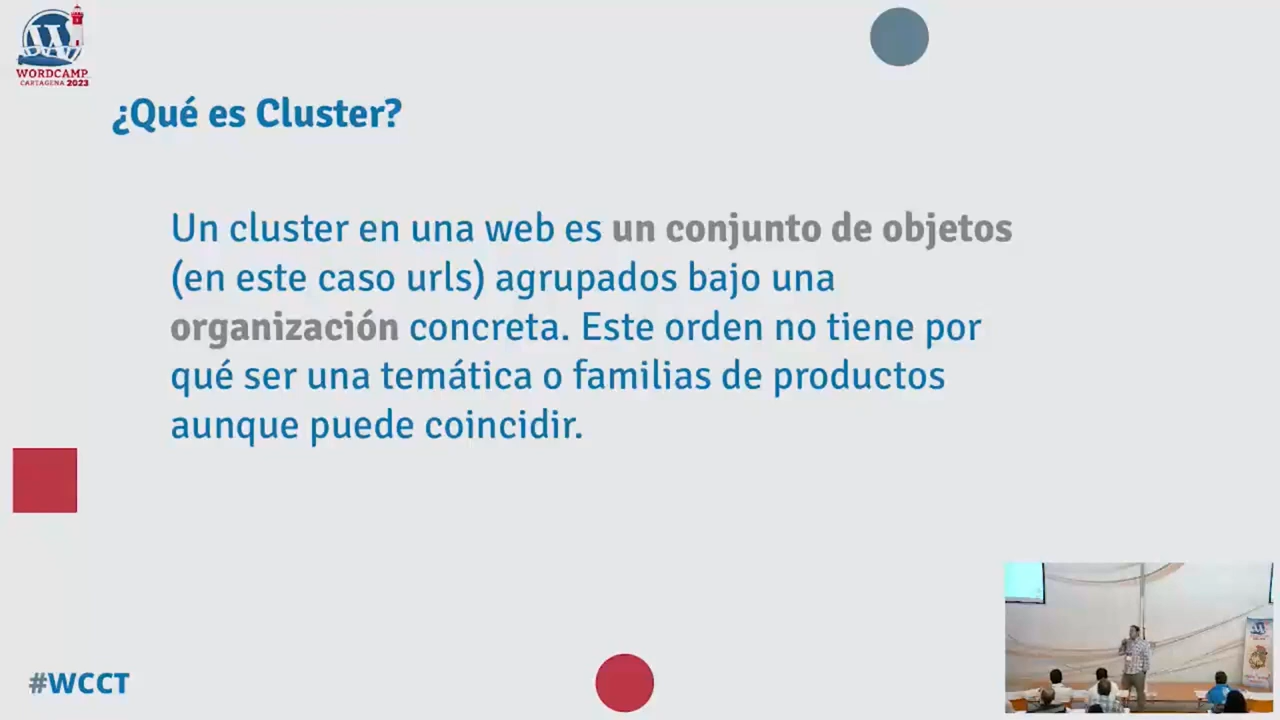 WORDCAMP
CARTAGENA 2023
¿Qué es Cluster?
Un cluster en una web es un conjunto de objetos
(en este caso urls) agrupados bajo una
organización concreta. Este orden no tiene por
qué ser una temática o familias de productos
aunque puede coincidir.
#WCCT